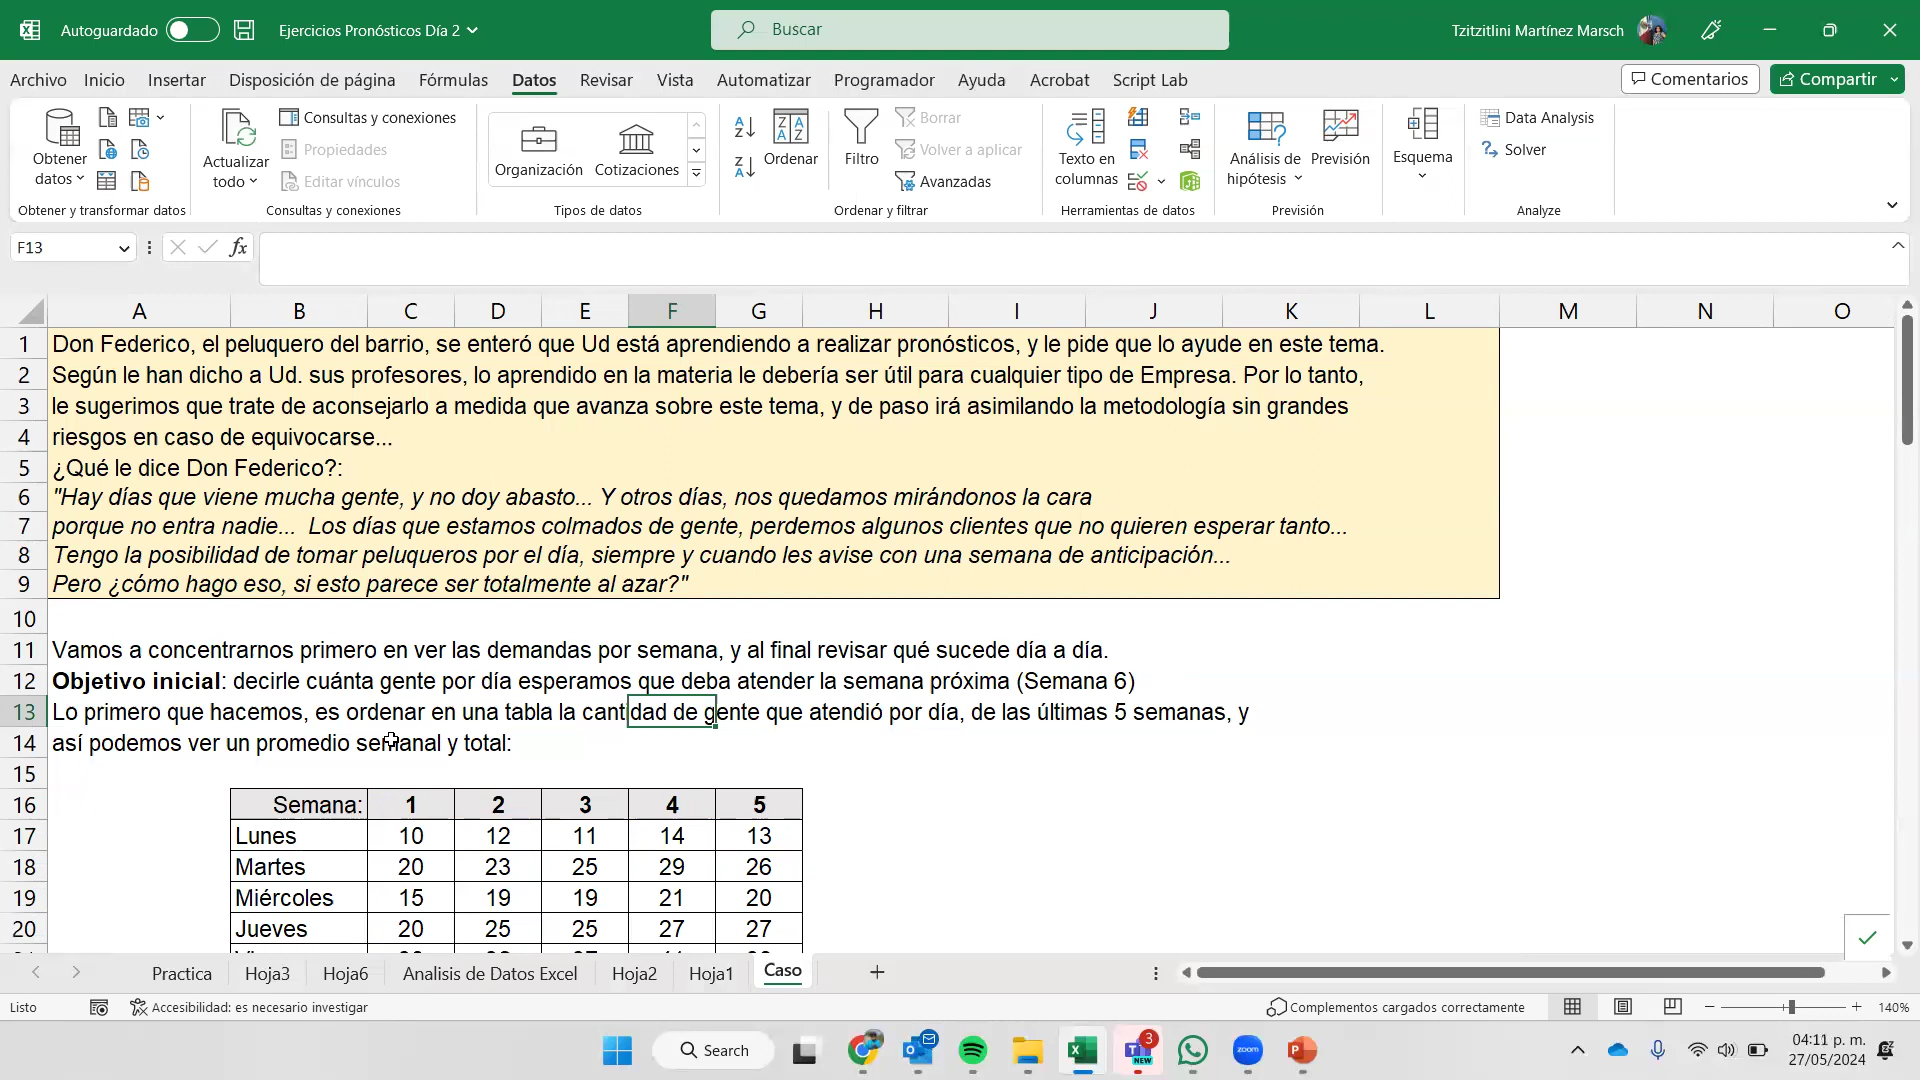 Autoguardado
Ejercicios Pronósticos Día 2
Buscar
Tzitzitlini Martínez Marsch
Archivo Inicio Insertar Disposición de página Fórmulas Datos Revisar Vista Automatizar Programador Ayuda Acrobat Script Lab
Comentarios
Compartir
Obtener datos
Actualizar todo
Consultas y conexiones
Propiedades
Editar vínculos
Organización
Cotizaciones
Ordenar
Filtro
Borrar
Volver a aplicar
Avanzadas
Texto en columnas
Análisis de hipótesis
Previsión
Esquema
Data Analysis
Solver
Obtener y transformar datos
Consultas y conexiones
Tipos de datos
Ordenar y filtrar
Herramientas de datos
Previsión
Analyze
F13
fx
A B C D E F G H I J K L M N O
1 Don Federico, el peluquero del barrio, se enteró que Ud está aprendiendo a realizar pronósticos, y le pide que lo ayude en este tema.
2 Según le han dicho a Ud. sus profesores, lo aprendido en la materia le debería ser útil para cualquier tipo de Empresa. Por lo tanto,
3 le sugerimos que trate de aconsejarlo a medida que avanza sobre este tema, y de paso irá asimilando la metodología sin grandes
4 riesgos en caso de equivocarse...
5 ¿Qué le dice Don Federico?:
6 "Hay días que viene mucha gente, y no doy abasto... Y otros días, nos quedamos mirándonos la cara
7 porque no entra nadie... Los días que estamos colmados de gente, perdemos algunos clientes que no quieren esperar tanto...
8 Tengo la posibilidad de tomar peluqueros por el día, siempre y cuando les avise con una semana de anticipación...
9 Pero ¿cómo hago eso, si esto parece ser totalmente al azar?"
10
11 Vamos a concentrarnos primero en ver las demandas por semana, y al final revisar qué sucede día a día.
12 Objetivo inicial: decirle cuánta gente por día esperamos que deba atender la semana próxima (Semana 6)
13 Lo primero que hacemos, es ordenar en una tabla la cantidad de gente que atendió por día, de las últimas 5 semanas, y
14 así podemos ver un promedio semanal y total:
15
16 Semana: 1 2 3 4 5
17 Lunes 10 12 11 14 13
18 Martes 20 23 25 29 26
19 Miércoles 15 19 19 21 20
20 Jueves 20 25 25 27 27
Practica Hoja3 Hoja6 Analisis de Datos Excel Hoja2 Hoja1 Caso
Listo
Accesibilidad: es necesario investigar
Complementos cargados correctamente
140%
Search
3
NEW
zoom
04:11 p. m.
27/05/2024